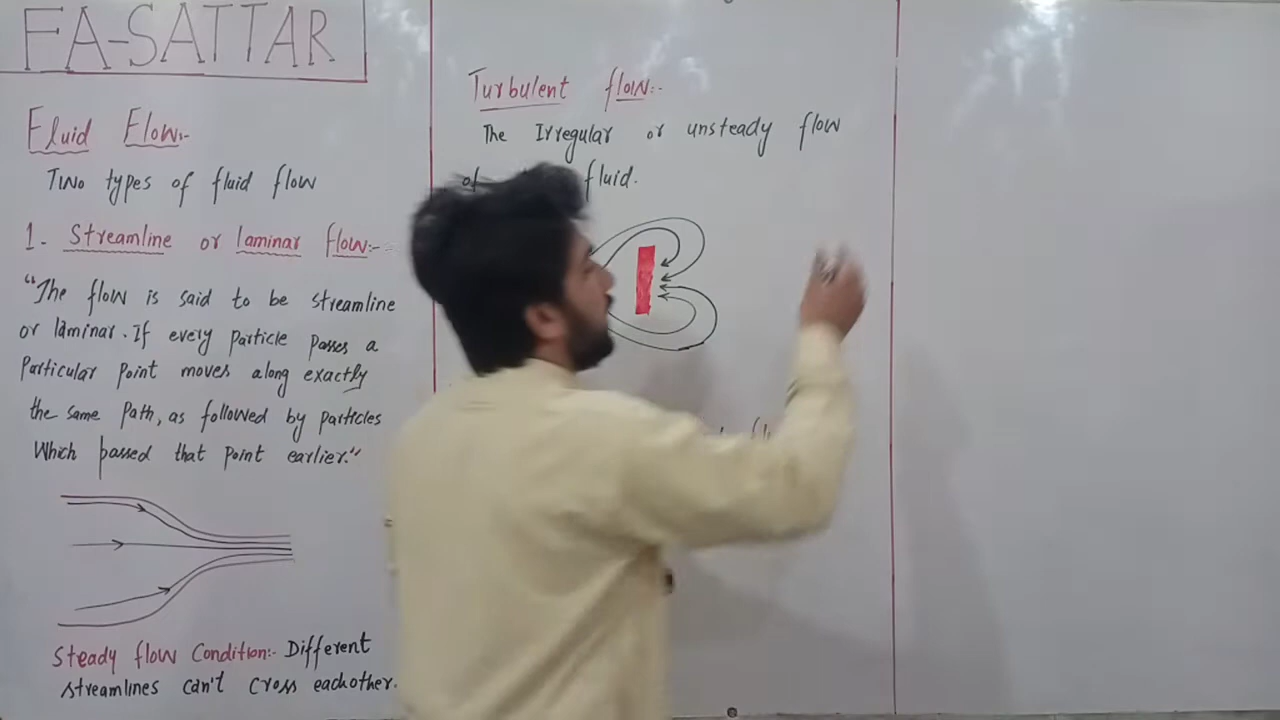 FA-SATTAR
Fluid Flow:-
Two types of fluid flow
1- Streamline or laminar flow:-
"The flow is said to be streamline
or laminar. If every particle passes a
Particular point moves along exactly
the same path, as followed by particles
Which passed that point earlier."
Steady flow Condition:- Different
streamlines can't cross eachother.
Turbulent flow:-
The Irregular or unsteady flow
of fluid.